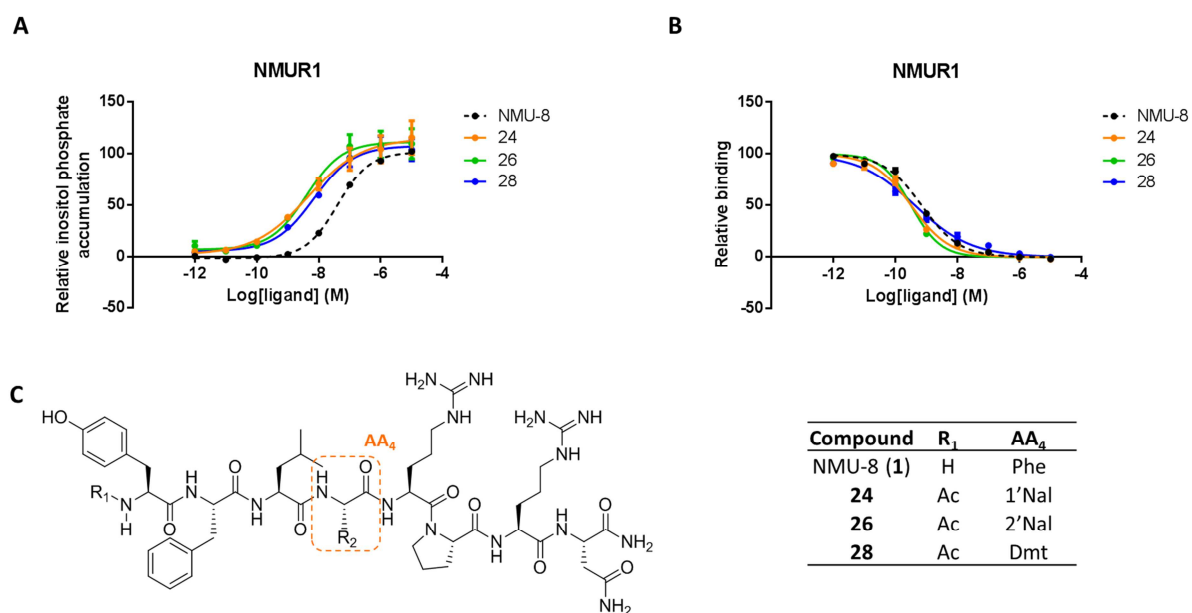 A
NMUR1
Relative inositol phosphate
accumulation
150
100
50
0
-50
-12
-10
-8
-6
-4
Log[ligand] (M)
NMU-8
24
26
28
B
NMUR1
Relative binding
150
100
50
0
-50
-12
-10
-8
-6
-4
Log[ligand] (M)
NMU-8
24
26
28
C
HO
R₁
N
H
O
H
N
O
N
H
O
AA₄
H
N
R₂
O
N
H
H₂N
NH
NH
O
N
O
N
H
H₂N
NH
NH
O
H
N
O
NH₂
O
NH₂
Compound R₁ AA₄
NMU-8 (1) H Phe
24 Ac 1'Nal
26 Ac 2'Nal
28 Ac Dmt